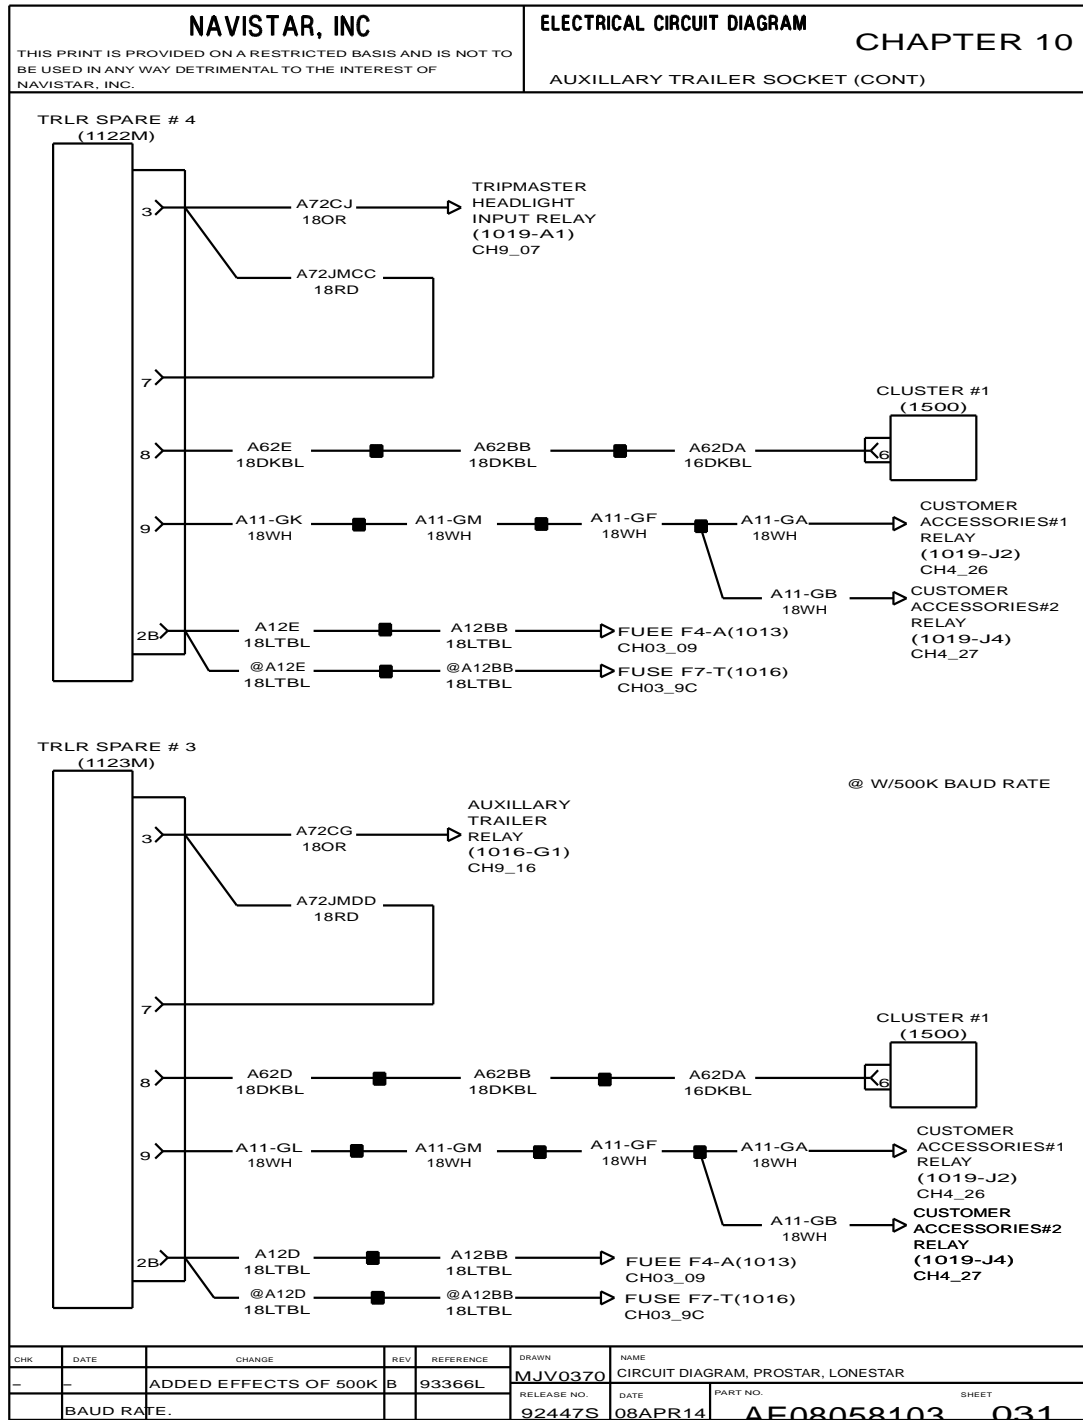 NAVISTAR, INC
THIS PRINT IS PROVIDED ON A RESTRICTED BASIS AND IS NOT TO
BE USED IN ANY WAY DETRIMENTAL TO THE INTEREST OF
NAVISTAR, INC.
ELECTRICAL CIRCUIT DIAGRAM
CHAPTER 10
AUXILLARY TRAILER SOCKET (CONT)
TRLR SPARE # 4
(1122M)
3
A72CJ
18OR
TRIPMASTER
HEADLIGHT
INPUT RELAY
(1019-A1)
CH9_07
A72JMCC
18RD
7
CLUSTER #1
(1500)
8
A62E
18DKBL
A62BB
18DKBL
A62DA
16DKBL
6
9
A11-GK
18WH
A11-GM
18WH
A11-GF
18WH
A11-GA
18WH
CUSTOMER
ACCESSORIES#1
RELAY
(1019-J2)
CH4_26
A11-GB
18WH
CUSTOMER
ACCESSORIES#2
RELAY
(1019-J4)
CH4_27
2B
A12E
18LTBL
A12BB
18LTBL
FUEE F4-A(1013)
CH03_09
@A12E
18LTBL
@A12BB
18LTBL
FUSE F7-T(1016)
CH03_9C
TRLR SPARE # 3
(1123M)
@ W/500K BAUD RATE
3
A72CG
18OR
AUXILLARY
TRAILER
RELAY
(1016-G1)
CH9_16
A72JMDD
18RD
7
CLUSTER #1
(1500)
8
A62D
18DKBL
A62BB
18DKBL
A62DA
16DKBL
6
9
A11-GL
18WH
A11-GM
18WH
A11-GF
18WH
A11-GA
18WH
CUSTOMER
ACCESSORIES#1
RELAY
(1019-J2)
CH4_26
A11-GB
18WH
CUSTOMER
ACCESSORIES#2
RELAY
(1019-J4)
CH4_27
2B
A12D
18LTBL
A12BB
18LTBL
FUEE F4-A(1013)
CH03_09
@A12D
18LTBL
@A12BB
18LTBL
FUSE F7-T(1016)
CH03_9C
CHK DATE CHANGE REV REFERENCE
– – ADDED EFFECTS OF 500K B 93366L
BAUD RATE.
DRAWN
MJV0370
NAME
CIRCUIT DIAGRAM, PROSTAR, LONESTAR
RELEASE NO.
92447S
DATE
08APR14
PART NO.
AE08058103
SHEET
031